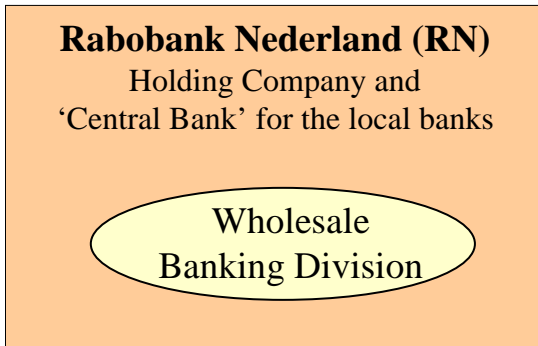 Rabobank Nederland (RN)
Holding Company and
‘Central Bank’ for the local banks
Wholesale
Banking Division